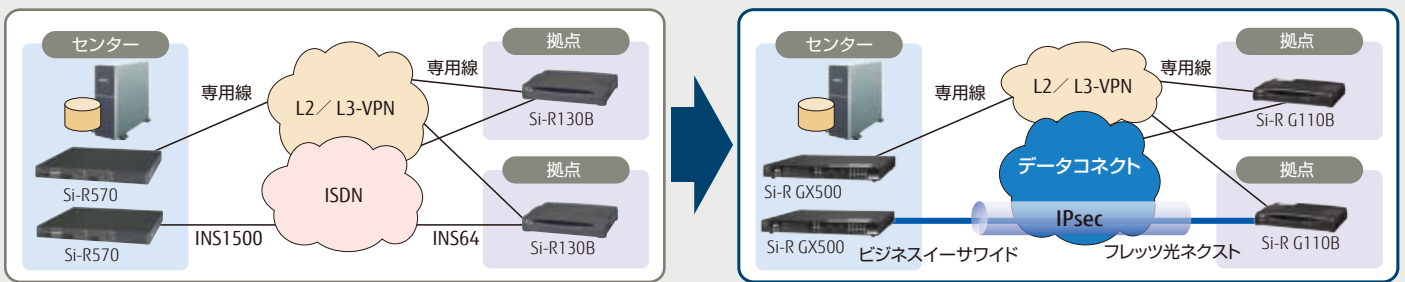 センター
拠点
専用線
専用線
L2／L3-VPN
Si-R130B
Si-R570
拠点
ISDN
Si-R570
INS1500
INS64
Si-R130B
センター
拠点
専用線
専用線
L2／L3-VPN
Si-R G110B
データコネクト
拠点
Si-R GX500
IPsec
Si-R GX500
ビジネスイーサワイド
フレッツ光ネクスト
Si-R G110B